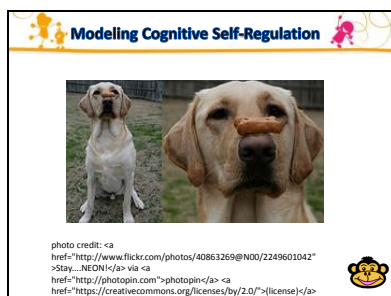 Modeling Cognitive Self-Regulation
photo credit: <a
href="http://www.flickr.com/photos/40863269@N00/2249601042"
>Stay....NEON!</a> via <a
href="http://photopin.com">photopin</a> <a
href="https://creativecommons.org/licenses/by/2.0/">(license)</a>